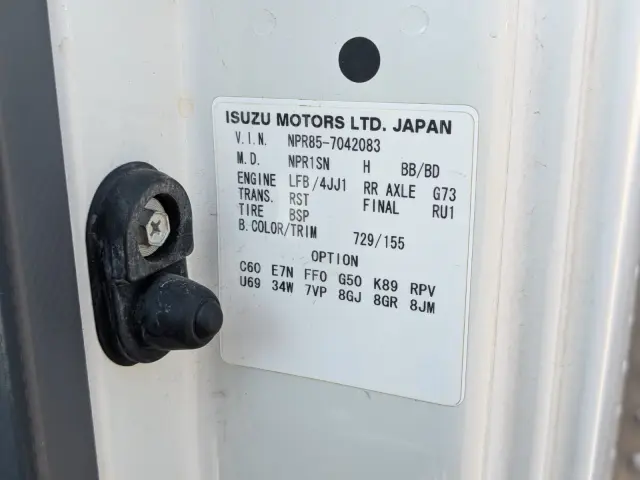 ISUZU MOTORS LTD. JAPAN
V.I.N. NPR85-7042083
M.D. NPR1SN H BB/BD
ENGINE LFB/4JJ1 RR AXLE G73
TRANS. RST FINAL RU1
TIRE BSP
B.COLOR/TRIM 729/155
OPTION
C60 E7N FF0 G50 K89 RPV
U69 34W 7VP 8GJ 8GR 8JM